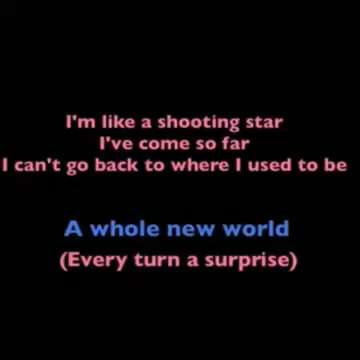 I'm like a shooting star
I've come so far
I can't go back to where I used to be
A whole new world
(Every turn a surprise)